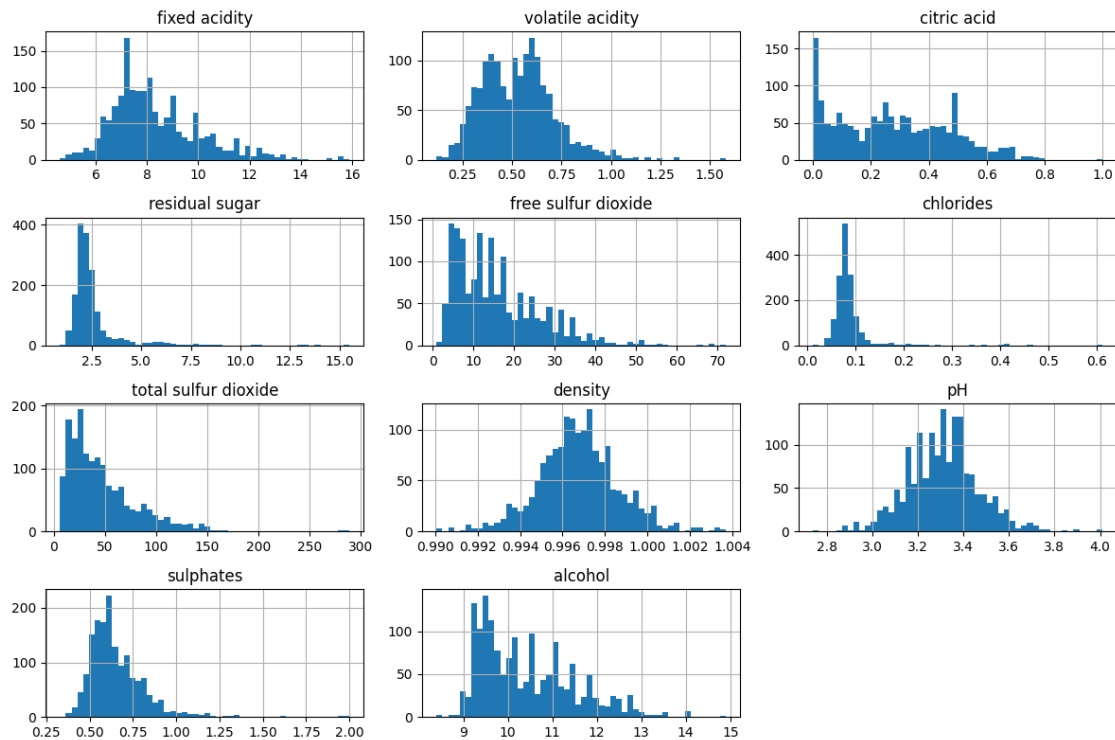 fixed acidity
150
100
50
0
6 8 10 12 14 16
volatile acidity
100
50
0
0.25 0.50 0.75 1.00 1.25 1.50
citric acid
150
100
50
0
0.0 0.2 0.4 0.6 0.8 1.0
residual sugar
400
200
0
2.5 5.0 7.5 10.0 12.5 15.0
free sulfur dioxide
150
100
50
0
0 10 20 30 40 50 60 70
chlorides
400
200
0
0.0 0.1 0.2 0.3 0.4 0.5 0.6
total sulfur dioxide
200
100
0
0 50 100 150 200 250 300
density
100
50
0
0.990 0.992 0.994 0.996 0.998 1.000 1.002 1.004
pH
100
50
0
2.8 3.0 3.2 3.4 3.6 3.8 4.0
sulphates
200
100
0
0.25 0.50 0.75 1.00 1.25 1.50 1.75 2.00
alcohol
100
50
0
9 10 11 12 13 14 15